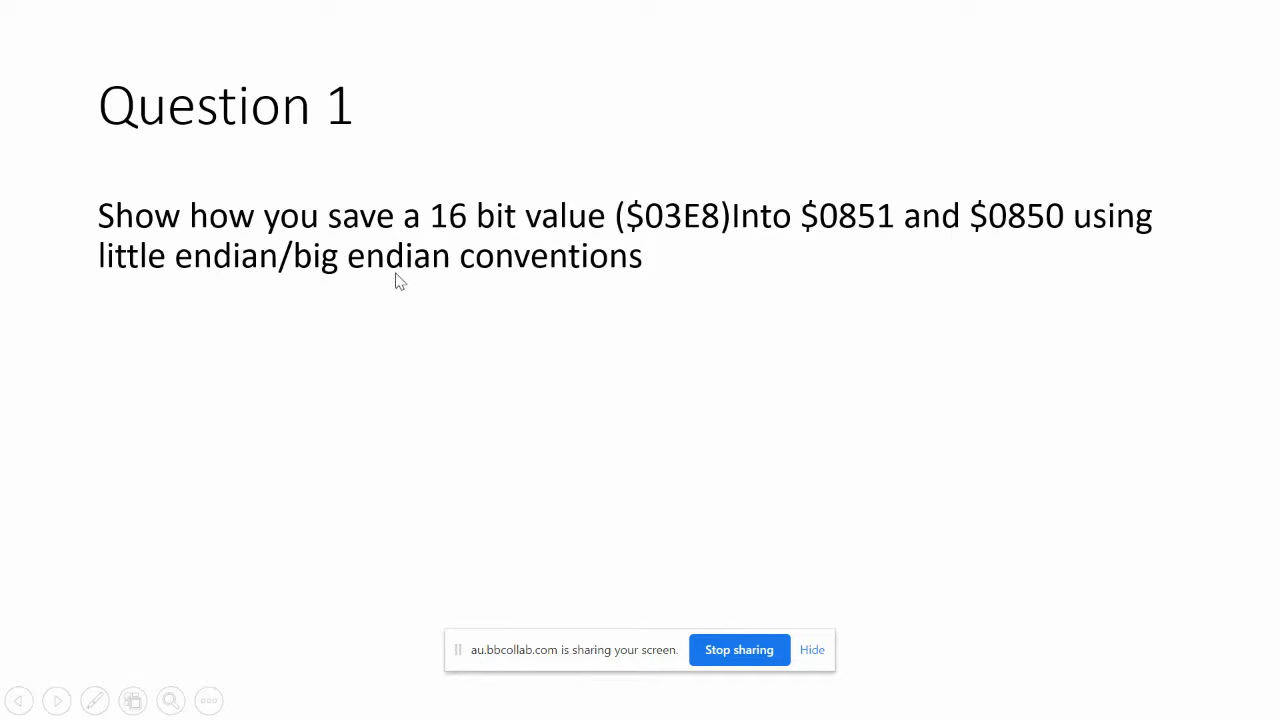 Question 1
Show how you save a 16 bit value ($03E8)Into $0851 and $0850 using
little endian/big endian conventions
au.bbcollab.com is sharing your screen.
Stop sharing
Hide